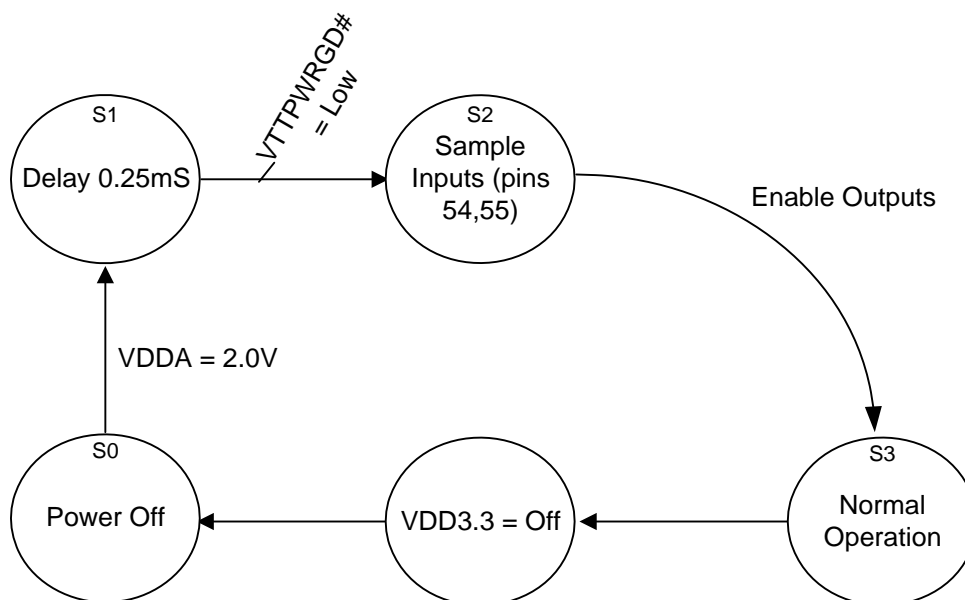 S1
Delay 0.25mS
VTTPWRGD#
= Low
S2
Sample
Inputs (pins
54,55)
Enable Outputs
VDDA = 2.0V
S0
Power Off
VDD3.3 = Off
S3
Normal
Operation